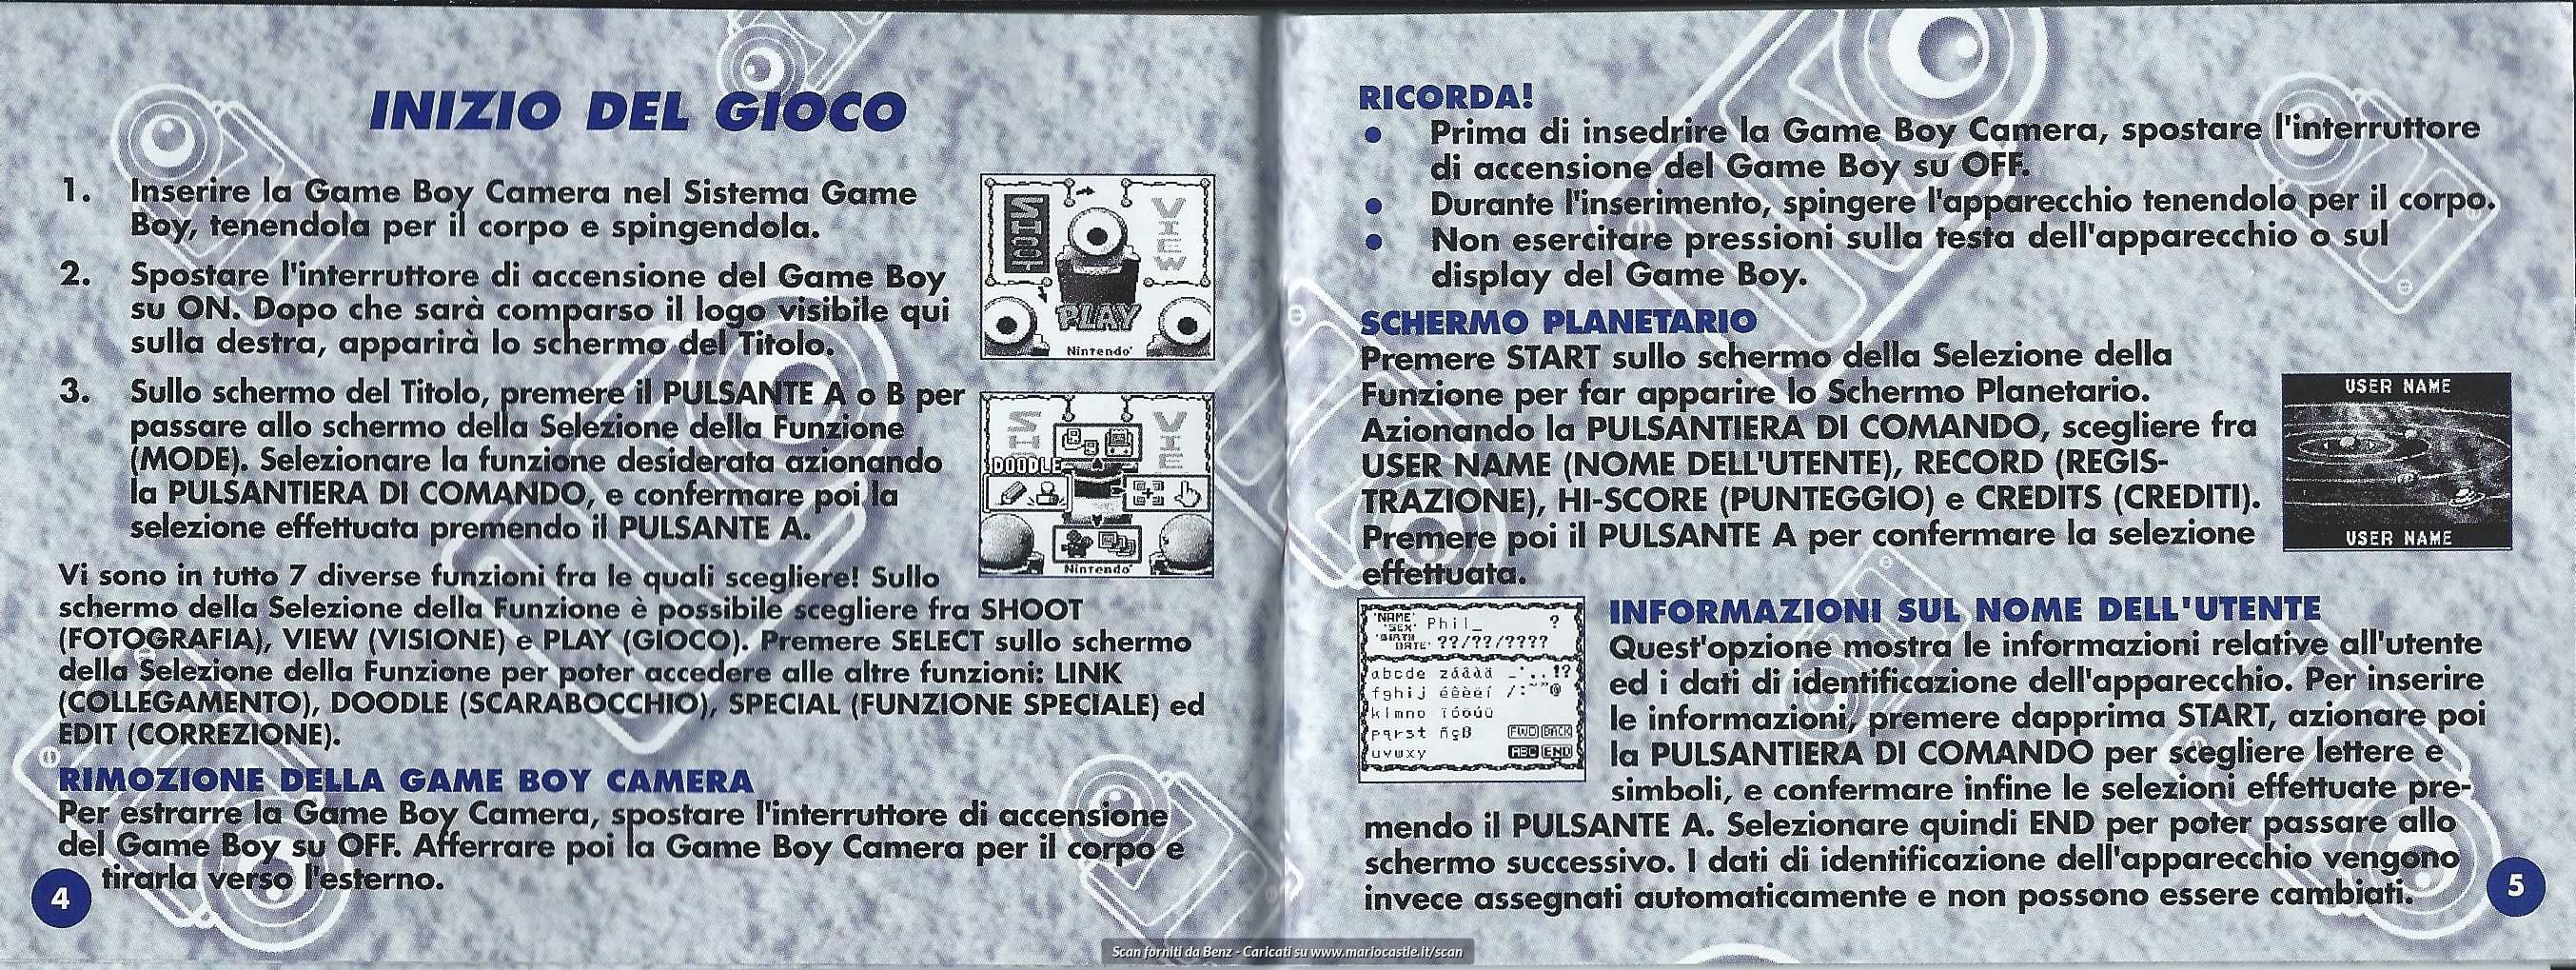 INIZIO DEL GIOCO
1. Inserire la Game Boy Camera nel Sistema Game
Boy, tenendola per il corpo e spingendola.
2. Spostare l'interruttore di accensione del Game Boy
su ON. Dopo che sarà comparso il logo visibile qui
sulla destra, apparirà lo schermo del Titolo.
3. Sullo schermo del Titolo, premere il PULSANTE A o B per
passare allo schermo della Selezione della Funzione
(MODE). Selezionare la funzione desiderata azionando
la PULSANTIERA DI COMANDO, e confermare poi la
selezione effettuata premendo il PULSANTE A.
SHOOT
VIEW
PLAY
Nintendo
SH
VIE
DOODLE
Nintendo
Vi sono in tutto 7 diverse funzioni fra le quali scegliere! Sullo
schermo della Selezione della Funzione è possibile scegliere fra SHOOT
(FOTOGRAFIA), VIEW (VISIONE) e PLAY (GIOCO). Premere SELECT sullo schermo
della Selezione della Funzione per poter accedere alle altre funzioni: LINK
(COLLEGAMENTO), DOODLE (SCARABOCCHIO), SPECIAL (FUNZIONE SPECIALE) ed
EDIT (CORREZIONE).
RIMOZIONE DELLA GAME BOY CAMERA
Per estrarre la Game Boy Camera, spostare l'interruttore di accensione
del Game Boy su OFF. Afferrare poi la Game Boy Camera per il corpo e
tirarla verso l'esterno.
4
RICORDA!
• Prima di insedrire la Game Boy Camera, spostare l'interruttore
di accensione del Game Boy su OFF.
• Durante l'inserimento, spingere l'apparecchio tenendolo per il corpo.
• Non esercitare pressioni sulla testa dell'apparecchio o sul
display del Game Boy.
SCHERMO PLANETARIO
Premere START sullo schermo della Selezione della
Funzione per far apparire lo Schermo Planetario.
Azionando la PULSANTIERA DI COMANDO, scegliere fra
USER NAME (NOME DELL'UTENTE), RECORD (REGIS-
TRAZIONE), HI-SCORE (PUNTEGGIO) e CREDITS (CREDITI).
Premere poi il PULSANTE A per confermare la selezione
effettuata.
USER NAME
USER NAME
'NAME' Phil_ ?
'SEX'
'BIRTH
DATE' ??/??/????
abcde záâàä _'.,!?
fghij éêèëí /:~"@
klmno ïóöúü
pqrst ñçß FWD BACK
uvwxy ABC END
INFORMAZIONI SUL NOME DELL'UTENTE
Quest'opzione mostra le informazioni relative all'utente
ed i dati di identificazione dell'apparecchio. Per inserire
le informazioni, premere dapprima START, azionare poi
la PULSANTIERA DI COMANDO per scegliere lettere e
simboli, e confermare infine le selezioni effettuate pre-
mendo il PULSANTE A. Selezionare quindi END per poter passare allo
schermo successivo. I dati di identificazione dell'apparecchio vengono
invece assegnati automaticamente e non possono essere cambiati.
5
Scan forniti da Benz - Caricati su www.mariocastle.it/scan